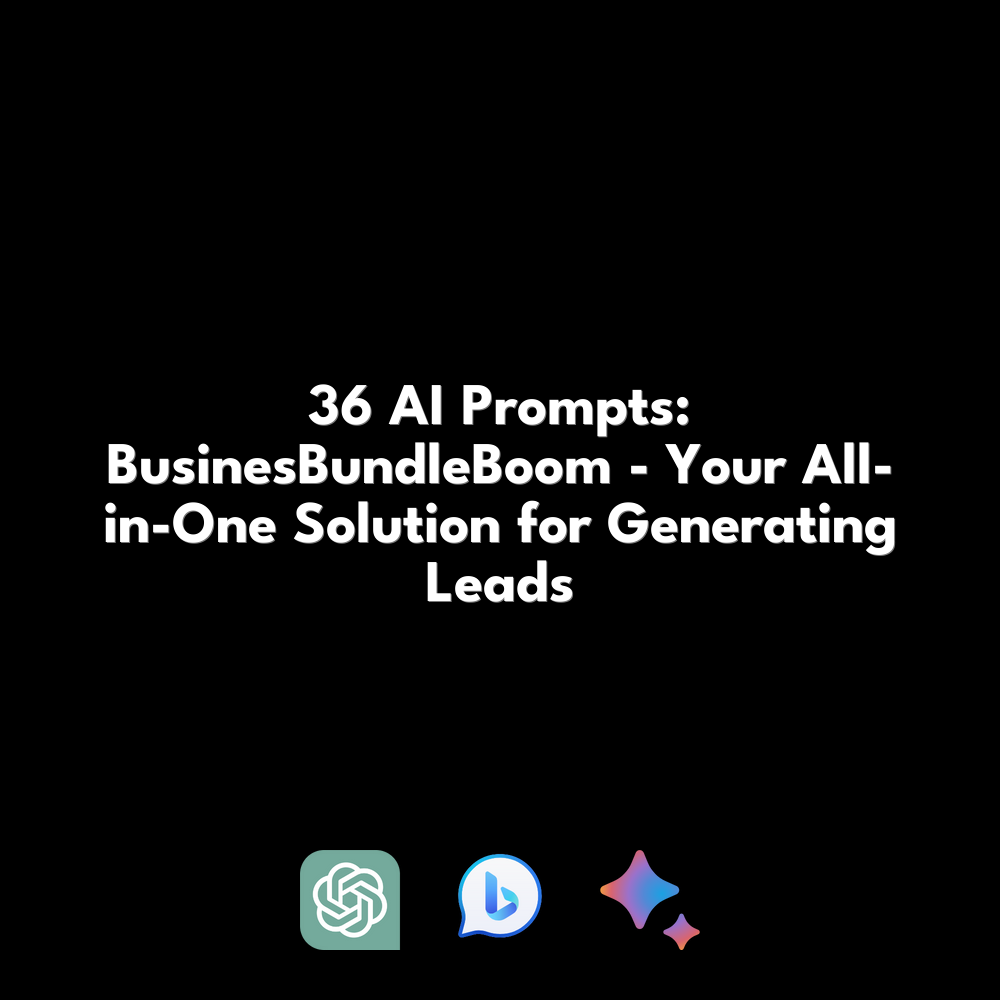 36 AI Prompts:
BusinesBundleBoom - Your All-
in-One Solution for Generating
Leads